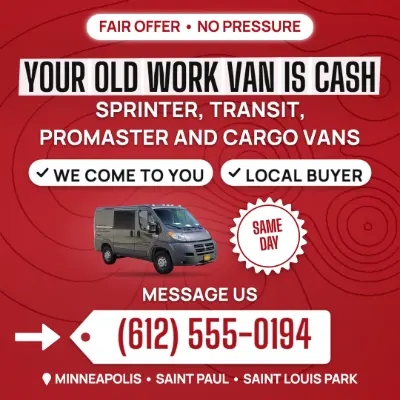 FAIR OFFER • NO PRESSURE
YOUR OLD WORK VAN IS CASH
SPRINTER, TRANSIT,
PROMASTER AND CARGO VANS
✓ WE COME TO YOU
✓ LOCAL BUYER
SAME
DAY
MESSAGE US
(612) 555-0194
MINNEAPOLIS • SAINT PAUL • SAINT LOUIS PARK